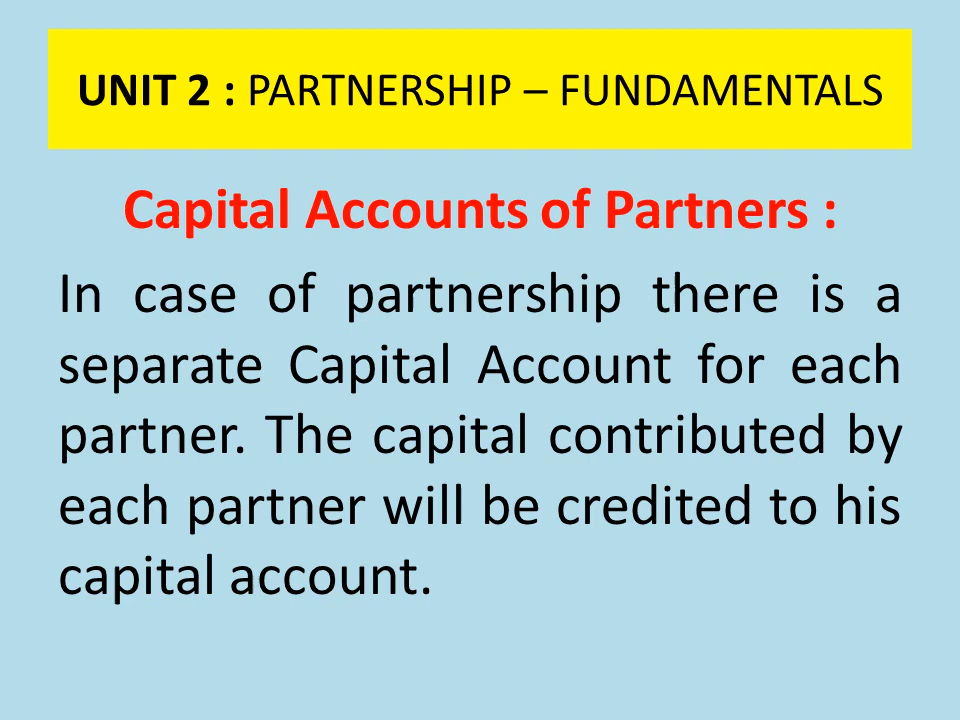 UNIT 2 : PARTNERSHIP – FUNDAMENTALS
Capital Accounts of Partners :
In case of partnership there is a
separate Capital Account for each
partner. The capital contributed by
each partner will be credited to his
capital account.